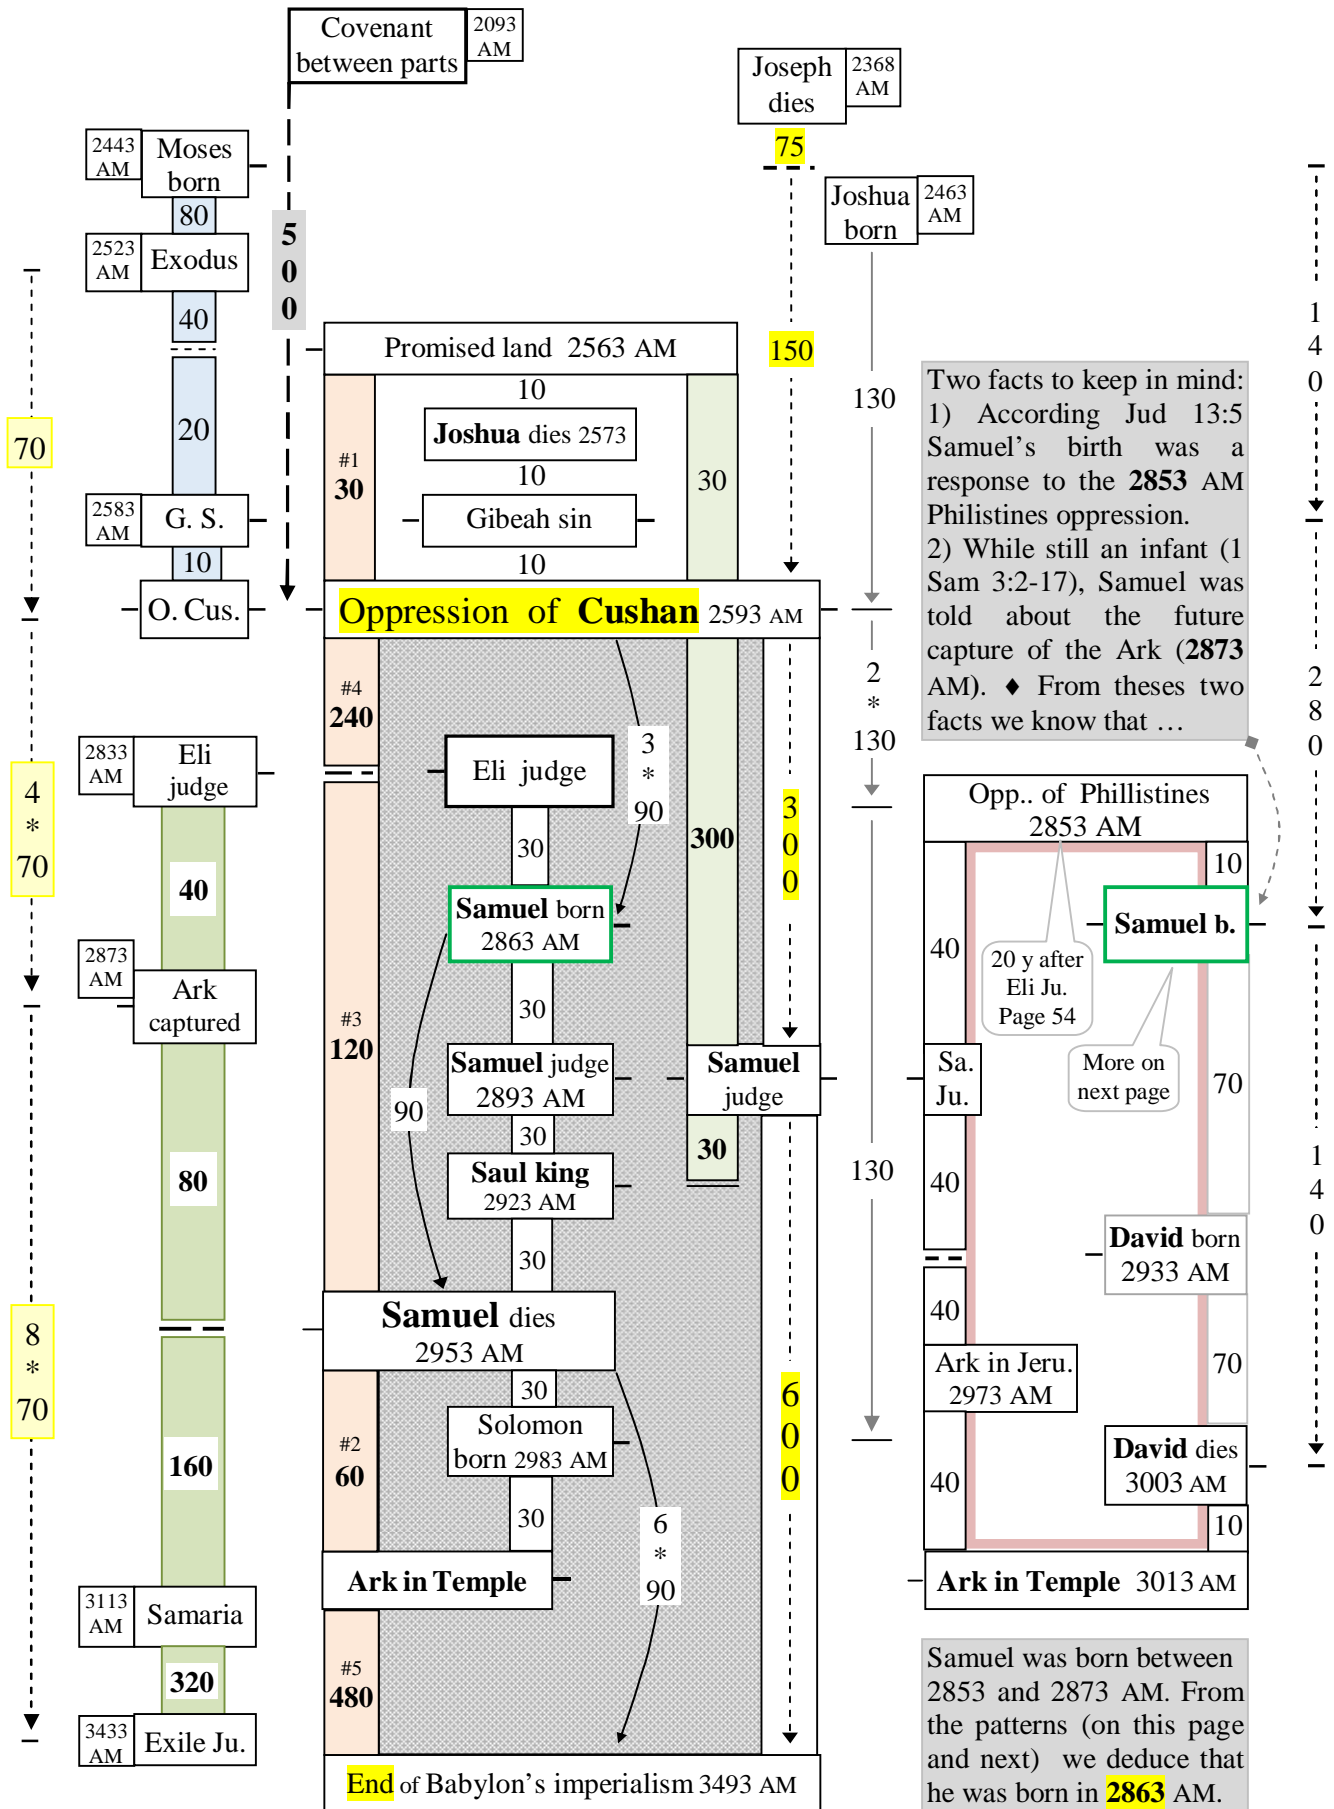 Covenant
between parts
2093
AM
Joseph
dies
2368
AM
75
2443
AM
Moses
born
80
Joshua
born
2463
AM
2523
AM
Exodus
5
0
0
40
Promised land 2563 AM
150
130
1
4
0
70
20
#1
30
10
Joshua dies 2573
10
30
Gibeah sin
10
2583
AM
G. S.
10
O. Cus.
Oppression of Cushan 2593 AM
Two facts to keep in mind:
1) According Jud 13:5
Samuel’s birth was a
response to the 2853 AM
Philistines oppression.
2) While still an infant (1
Sam 3:2-17), Samuel was
told about the future
capture of the Ark (2873
AM). ♦ From theses two
facts we know that …
2
8
0
#4
240
2
*
130
3
*
90
2833
AM
Eli
judge
Eli judge
4
*
70
30
300
3
0
0
40
Samuel born
2863 AM
Opp.. of Phillistines
2853 AM
10
40
Samuel b.
20 y after
Eli Ju.
Page 54
More on
next page
2873
AM
Ark
captured
#3
120
30
Samuel judge
2893 AM
Samuel
judge
Sa.
Ju.
70
90
30
30
80
Saul king
2923 AM
130
40
1
4
0
30
David born
2933 AM
Samuel dies
2953 AM
40
8
*
70
30
Ark in Jeru.
2973 AM
70
6
0
0
Solomon
born 2983 AM
#2
60
160
David dies
3003 AM
40
30
6
*
90
10
Ark in Temple
Ark in Temple 3013 AM
3113
AM
Samaria
#5
480
320
3433
AM
Exile Ju.
Samuel was born between
2853 and 2873 AM. From
the patterns (on this page
and next) we deduce that
he was born in 2863 AM.
End of Babylon’s imperialism 3493 AM